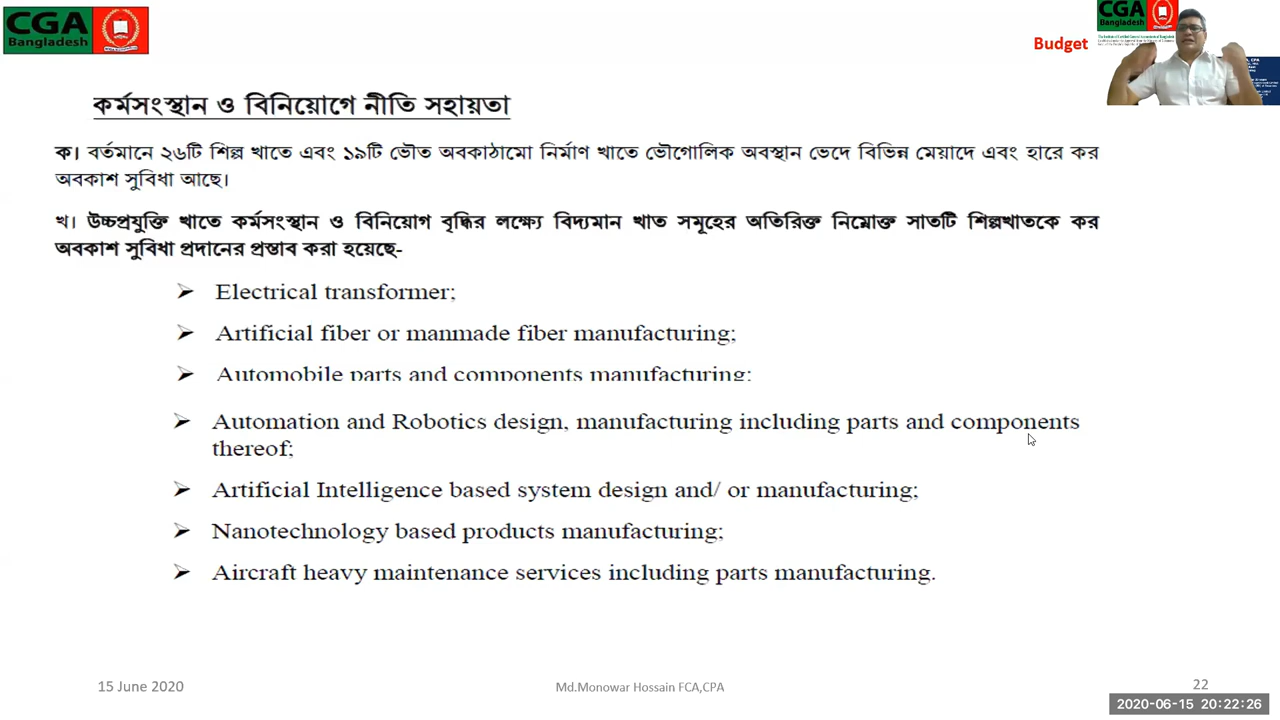 CGA
Bangladesh
CGA
Bangladesh
Budget
কর্মসংস্থান ও বিনিয়োগে নীতি সহায়তা
ক। বর্তমানে ২৬টি শিল্প খাতে এবং ১৯টি ভৌত অবকাঠামো নির্মাণ খাতে ভৌগোলিক অবস্থান ভেদে বিভিন্ন মেয়াদে এবং হারে কর
অবকাশ সুবিধা আছে।
খ। উচ্চপ্রযুক্তি খাতে কর্মসংস্থান ও বিনিয়োগ বৃদ্ধির লক্ষ্যে বিদ্যমান খাত সমূহের অতিরিক্ত নিম্নোক্ত সাতটি শিল্পখাতকে কর
অবকাশ সুবিধা প্রদানের প্রস্তাব করা হয়েছে-
➢ Electrical transformer;
➢ Artificial fiber or manmade fiber manufacturing;
➢ Automobile parts and components manufacturing;
➢ Automation and Robotics design, manufacturing including parts and components
thereof;
➢ Artificial Intelligence based system design and/ or manufacturing;
➢ Nanotechnology based products manufacturing;
➢ Aircraft heavy maintenance services including parts manufacturing.
15 June 2020
Md.Monowar Hossain FCA,CPA
22
2020-06-15 20:22:26